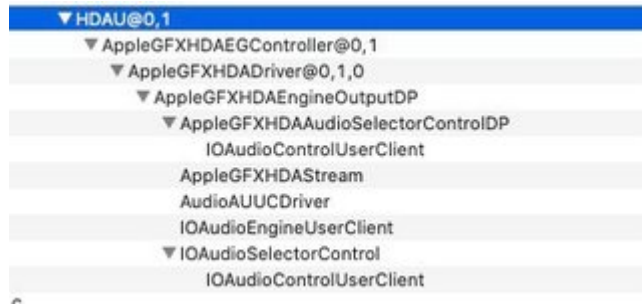 HDAU@0,1
AppleGFXHDAEGController@0,1
AppleGFXHDADriver@0,1,0
AppleGFXHDAEngineOutputDP
AppleGFXHDAAudioSelectorControlDP
IOAudioControlUserClient
AppleGFXHDAStream
AudioAUUCDriver
IOAudioEngineUserClient
IOAudioSelectorControl
IOAudioControlUserClient